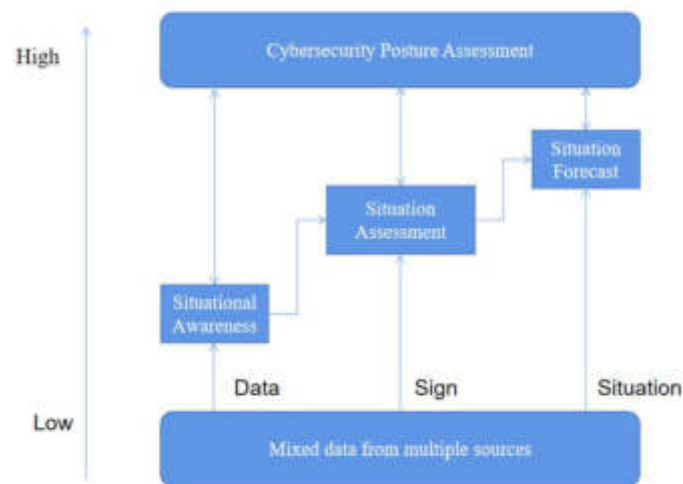 High
Cybersecurity Posture Assessment
Situation
Forecast
Situation
Assessment
Situational
Awareness
Data
Sign
Situation
Low
Mixed data from multiple sources